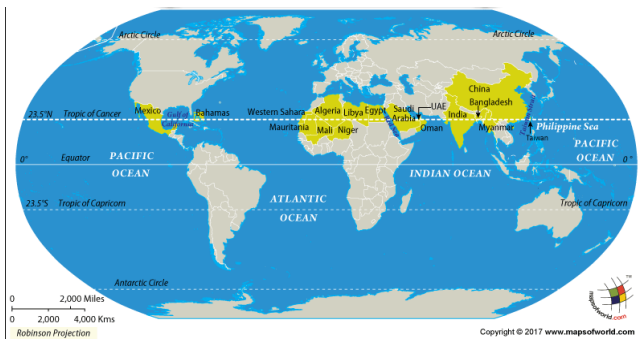 Arctic Circle
Arctic Circle
China
Bangladesh
Mexico
Gulf of
California
Bahamas
Western Sahara
Algeria
Libya
Egypt
Saudi
Arabia
UAE
India
23.5°N
Tropic of Cancer
Mauritania
Mali
Niger
Oman
Myanmar
Taiwan
Philippine Sea
0°
Equator
PACIFIC
OCEAN
INDIAN OCEAN
PACIFIC
OCEAN
0°
23.5°S
Tropic of Capricorn
ATLANTIC
OCEAN
Tropic of Capricorn
Antarctic Circle
0 2,000 Miles
0 2,000 4,000 Kms
Robinson Projection
mapsofworld.com
Copyright © 2017 www.mapsofworld.com